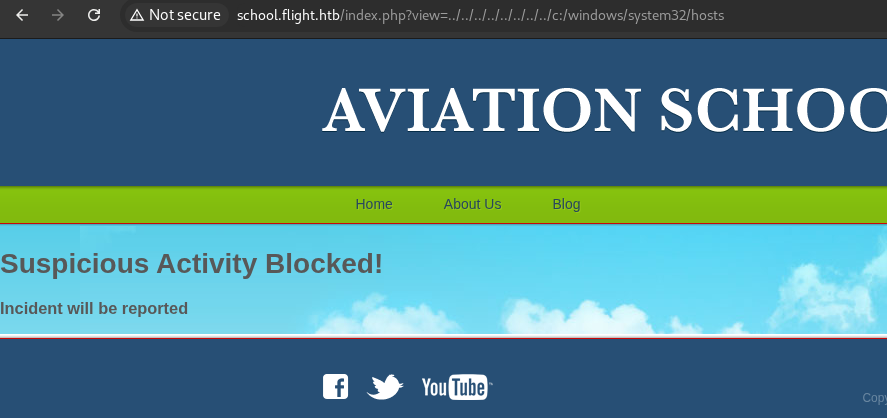 Not secure school.flight.htb/index.php?view=../../../../../../../../c:/windows/system32/hosts
AVIATION SCHOO
Home About Us Blog
Suspicious Activity Blocked!
Incident will be reported
f YouTube ™
Copy